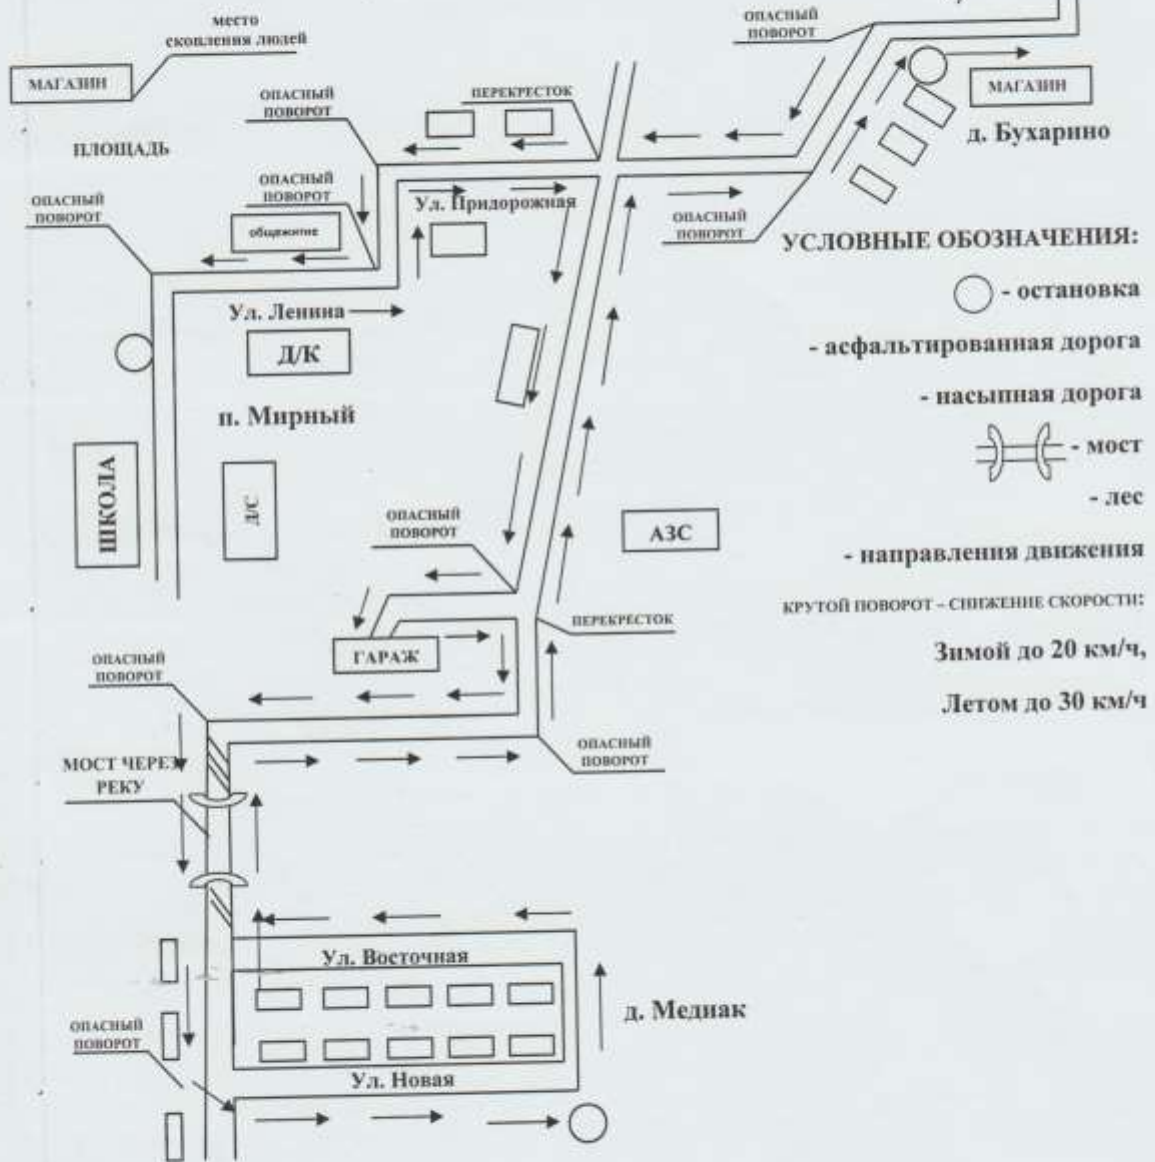 место
скопления людей
МАГАЗИН
ПЛОЩАДЬ
ОПАСНЫЙ
ПОВОРОТ
ПЕРЕКРЕСТОК
ОПАСНЫЙ
ПОВОРОТ
МАГАЗИН
д. Бухарино
ОПАСНЫЙ
ПОВОРОТ
ОПАСНЫЙ
ПОВОРОТ
общежитие
Ул. Придорожная
ОПАСНЫЙ
ПОВОРОТ
УСЛОВНЫЕ ОБОЗНАЧЕНИЯ:
- остановка
- асфальтированная дорога
- насыпная дорога
- мост
- лес
- направления движения
КРУТОЙ ПОВОРОТ – СНИЖЕНИЕ СКОРОСТИ:
Зимой до 20 км/ч,
Летом до 30 км/ч
Ул. Ленина
Д/К
п. Мирный
ШКОЛА
Д/С
ОПАСНЫЙ
ПОВОРОТ
АЗС
ПЕРЕКРЕСТОК
ГАРАЖ
ОПАСНЫЙ
ПОВОРОТ
ОПАСНЫЙ
ПОВОРОТ
МОСТ ЧЕРЕЗ
РЕКУ
Ул. Восточная
д. Медиак
ОПАСНЫЙ
ПОВОРОТ
Ул. Новая